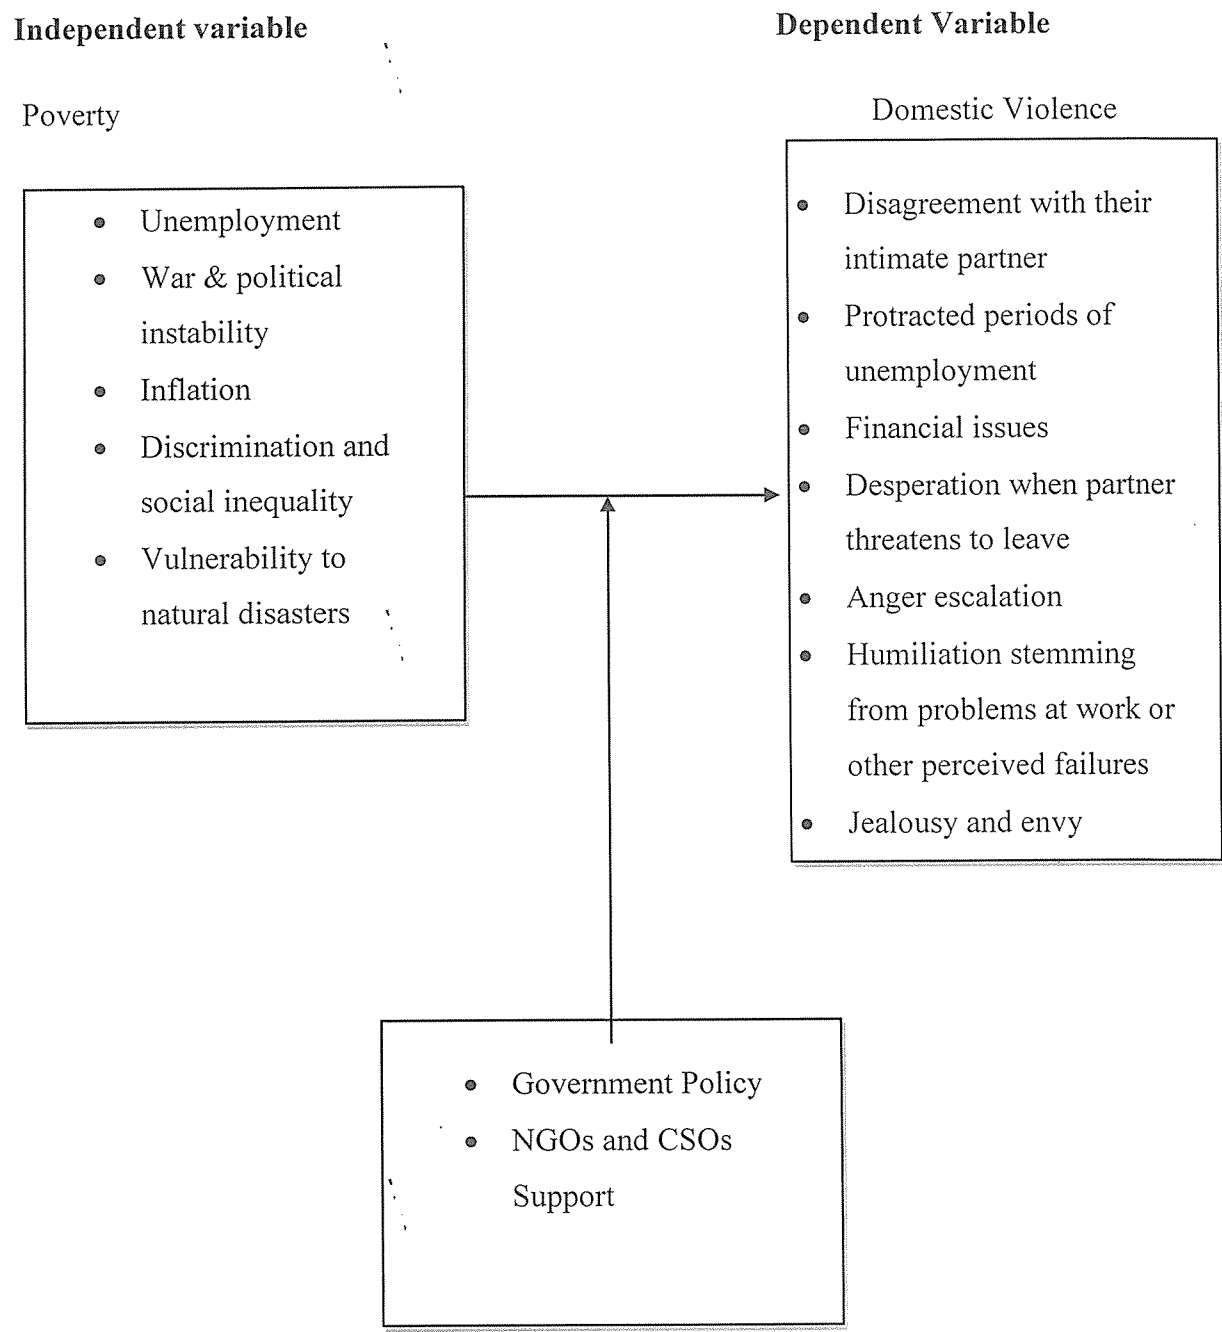 Independent variable
Dependent Variable
Poverty
Domestic Violence
• Unemployment
• War & political
instability
• Inflation
• Discrimination and
social inequality
• Vulnerability to
natural disasters
• Disagreement with their
intimate partner
• Protracted periods of
unemployment
• Financial issues
• Desperation when partner
threatens to leave
• Anger escalation
• Humiliation stemming
from problems at work or
other perceived failures
• Jealousy and envy
• Government Policy
• NGOs and CSOs
Support